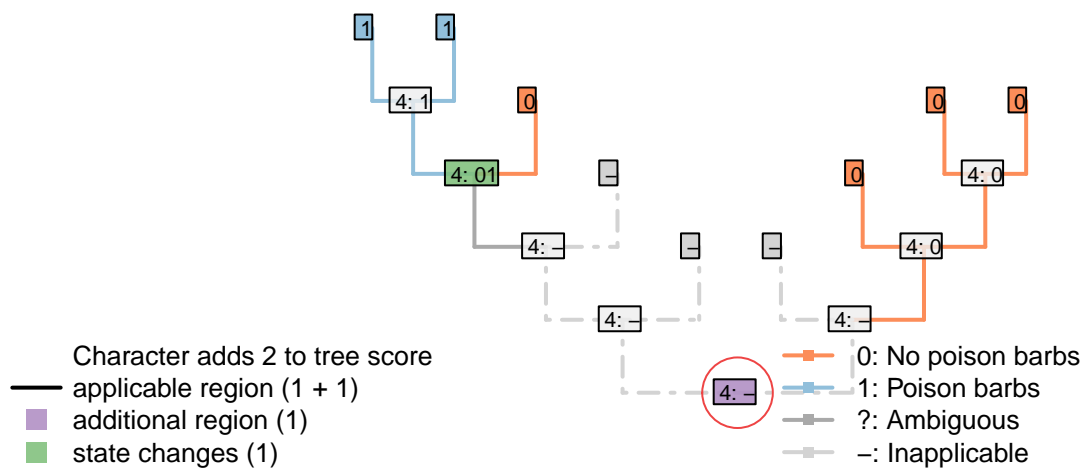 1 1
4: 1 0 0 0
4: 01 – 0 4: 0
4: – – – 4: 0
4: – 4: –
Character adds 2 to tree score 0: No poison barbs
applicable region (1 + 1) 4: – 1: Poison barbs
additional region (1) ?: Ambiguous
state changes (1) –: Inapplicable